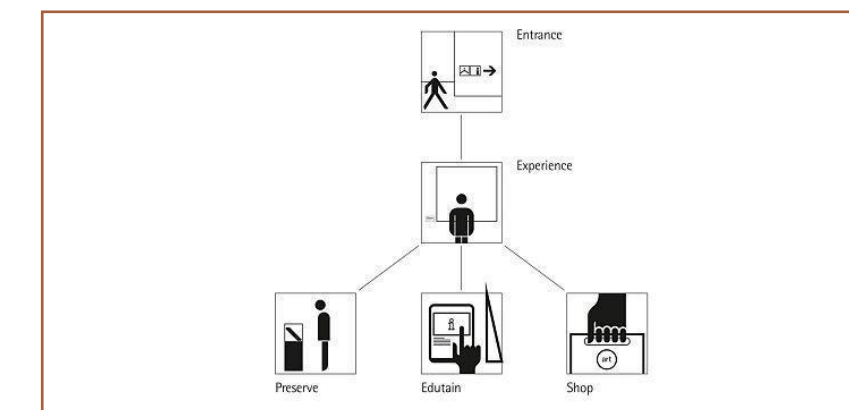 Entrance
i
Experience
i
Preserve
Edutain
art
Shop